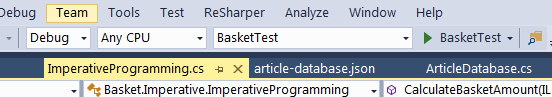 Debug Team Tools Test ReSharper Analyze Window Help
Debug Any CPU BasketTest BasketTest
ImperativeProgramming.cs article-database.json ArticleDatabase.cs
Basket.Imperative.ImperativeProgramming CalculateBasketAmount(IL